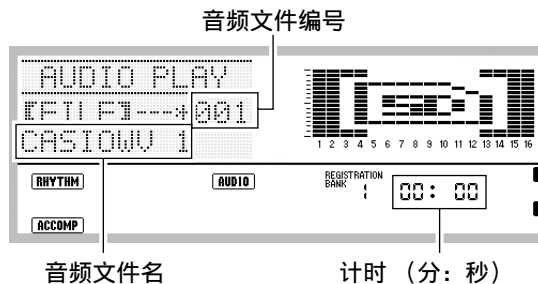 音频文件编号
AUDIO PLAY
【FILE】---*001
CASIOWV 1
SD
1 2 3 4 5 6 7 8 9 10 11 12 13 14 15 16
RHYTHM
AUDIO
REGISTRATION
BANK 1
00: 00
ACCOMP
音频文件名
计时 （分：秒）